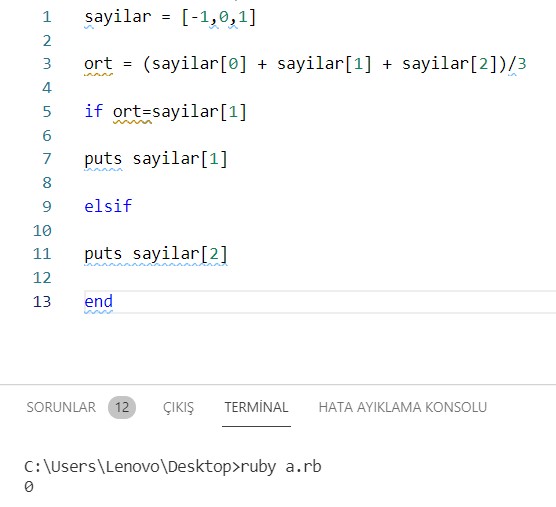 1 sayilar = [-1,0,1]
2
3 ort = (sayilar[0] + sayilar[1] + sayilar[2])/3
4
5 if ort=sayilar[1]
6
7 puts sayilar[1]
8
9 elsif
10
11 puts sayilar[2]
12
13 end
SORUNLAR 12 ÇIKIŞ TERMİNAL HATA AYIKLAMA KONSOLU
C:\Users\Lenovo\Desktop>ruby a.rb
0